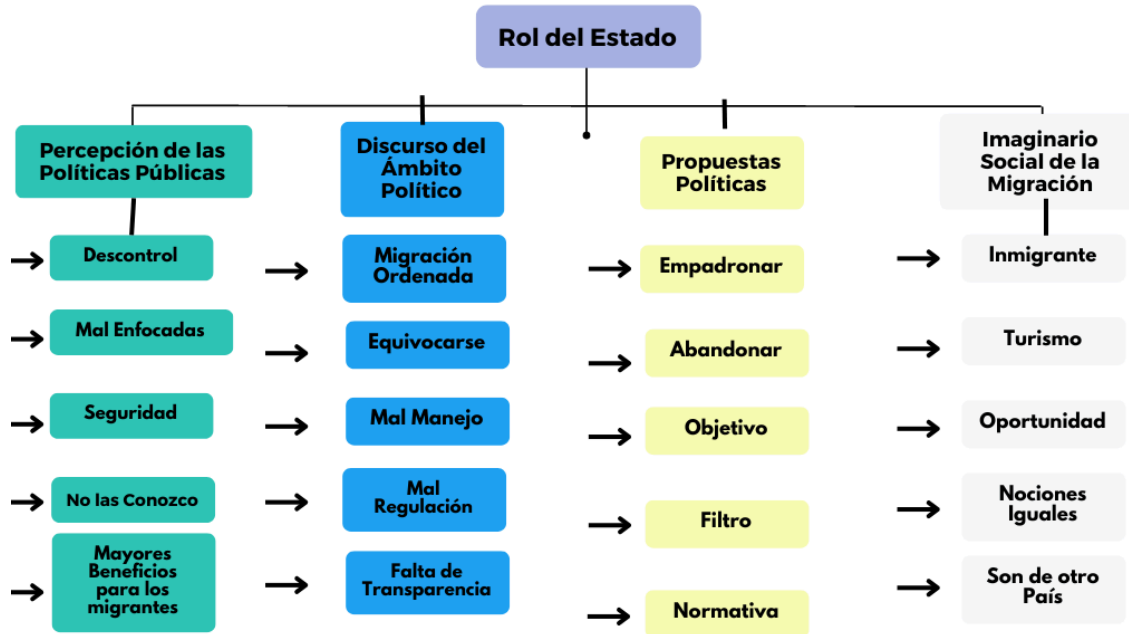 Rol del Estado
Percepción de las
Políticas Públicas
Descontrol
Mal Enfocadas
Seguridad
No las Conozco
Mayores
Beneficios
para los
migrantes
Discurso del
Ámbito
Político
Migración
Ordenada
Equivocarse
Mal Manejo
Mal
Regulación
Falta de
Transparencia
Propuestas
Políticas
Empadronar
Abandonar
Objetivo
Filtro
Normativa
Imaginario
Social de la
Migración
Inmigrante
Turismo
Oportunidad
Nociones
Iguales
Son de otro
País